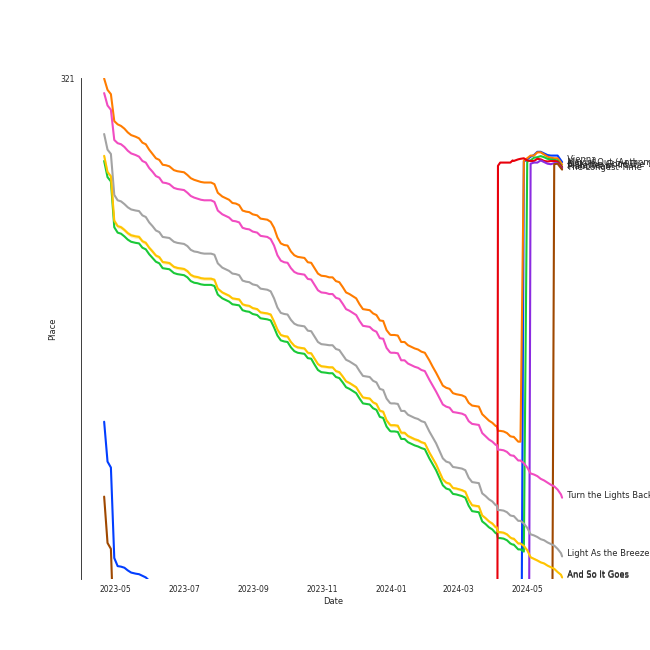 321
Place
Vienna
The Longest Time
Turn the Lights Back
Light As the Breeze
And So It Goes
2023-05
2023-07
2023-09
2023-11
2024-01
2024-03
2024-05
Date